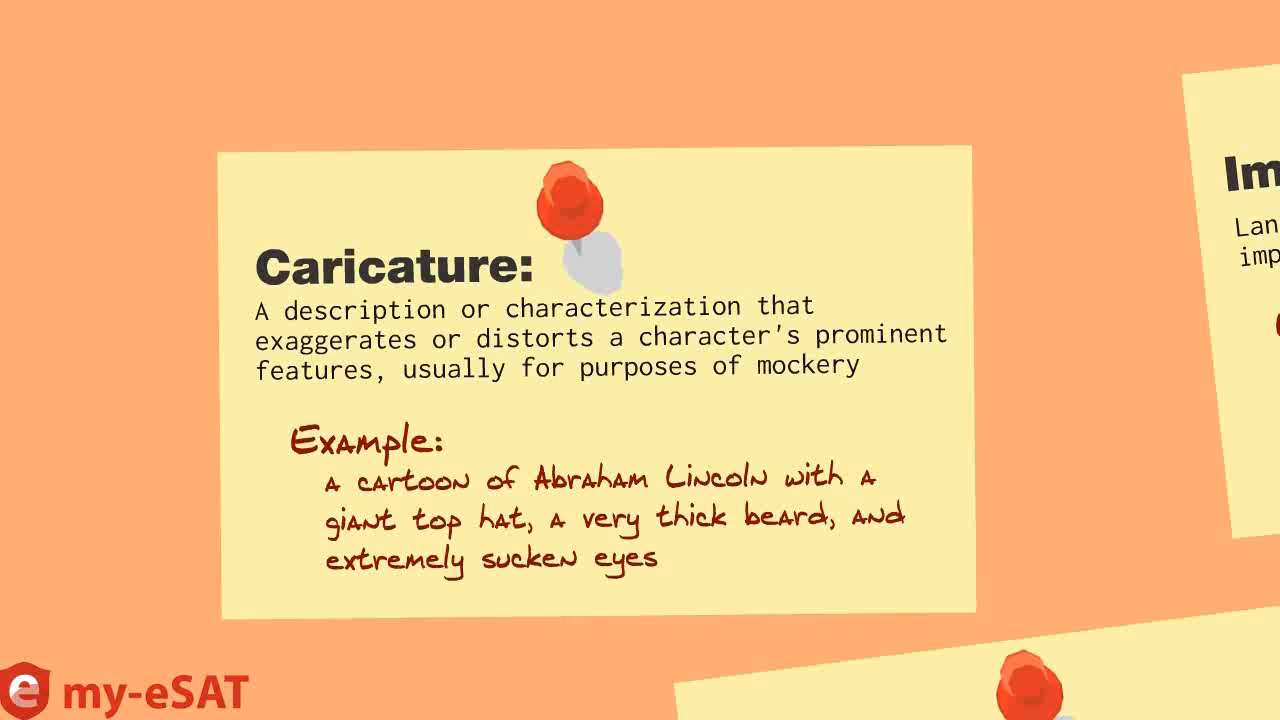 Caricature:
A description or characterization that
exaggerates or distorts a character's prominent
features, usually for purposes of mockery
Example:
a cartoon of Abraham Lincoln with a
giant top hat, a very thick beard, and
extremely sucken eyes
Im
Lan
imp
my-eSAT